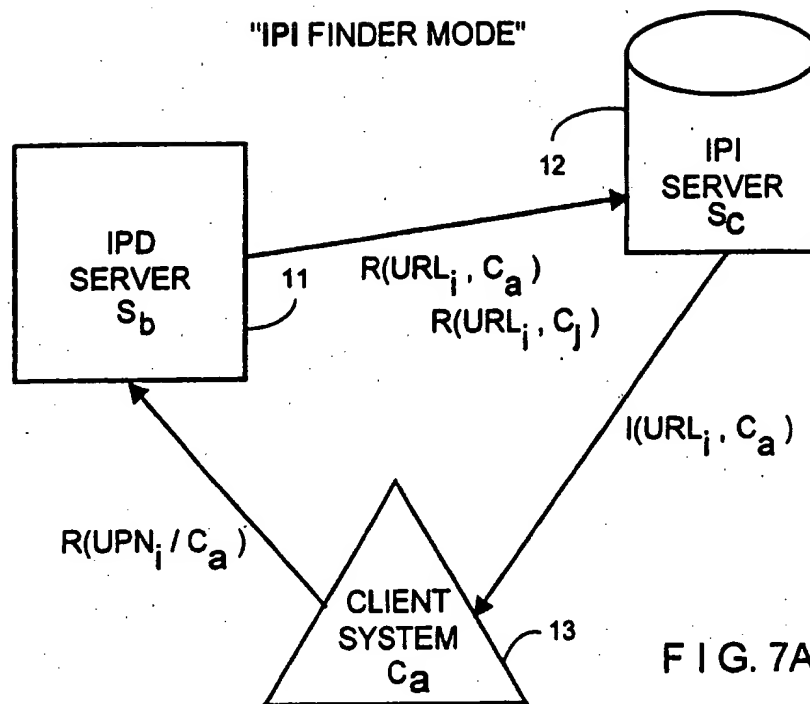 "IPI FINDER MODE"
12
IPI
SERVER
Sc
IPD
SERVER
Sb
11
R(URLi, Ca)
R(URLi, Cj)
I(URLi, Ca)
R(UPNi / Ca)
CLIENT
SYSTEM
Ca
13
FIG. 7A